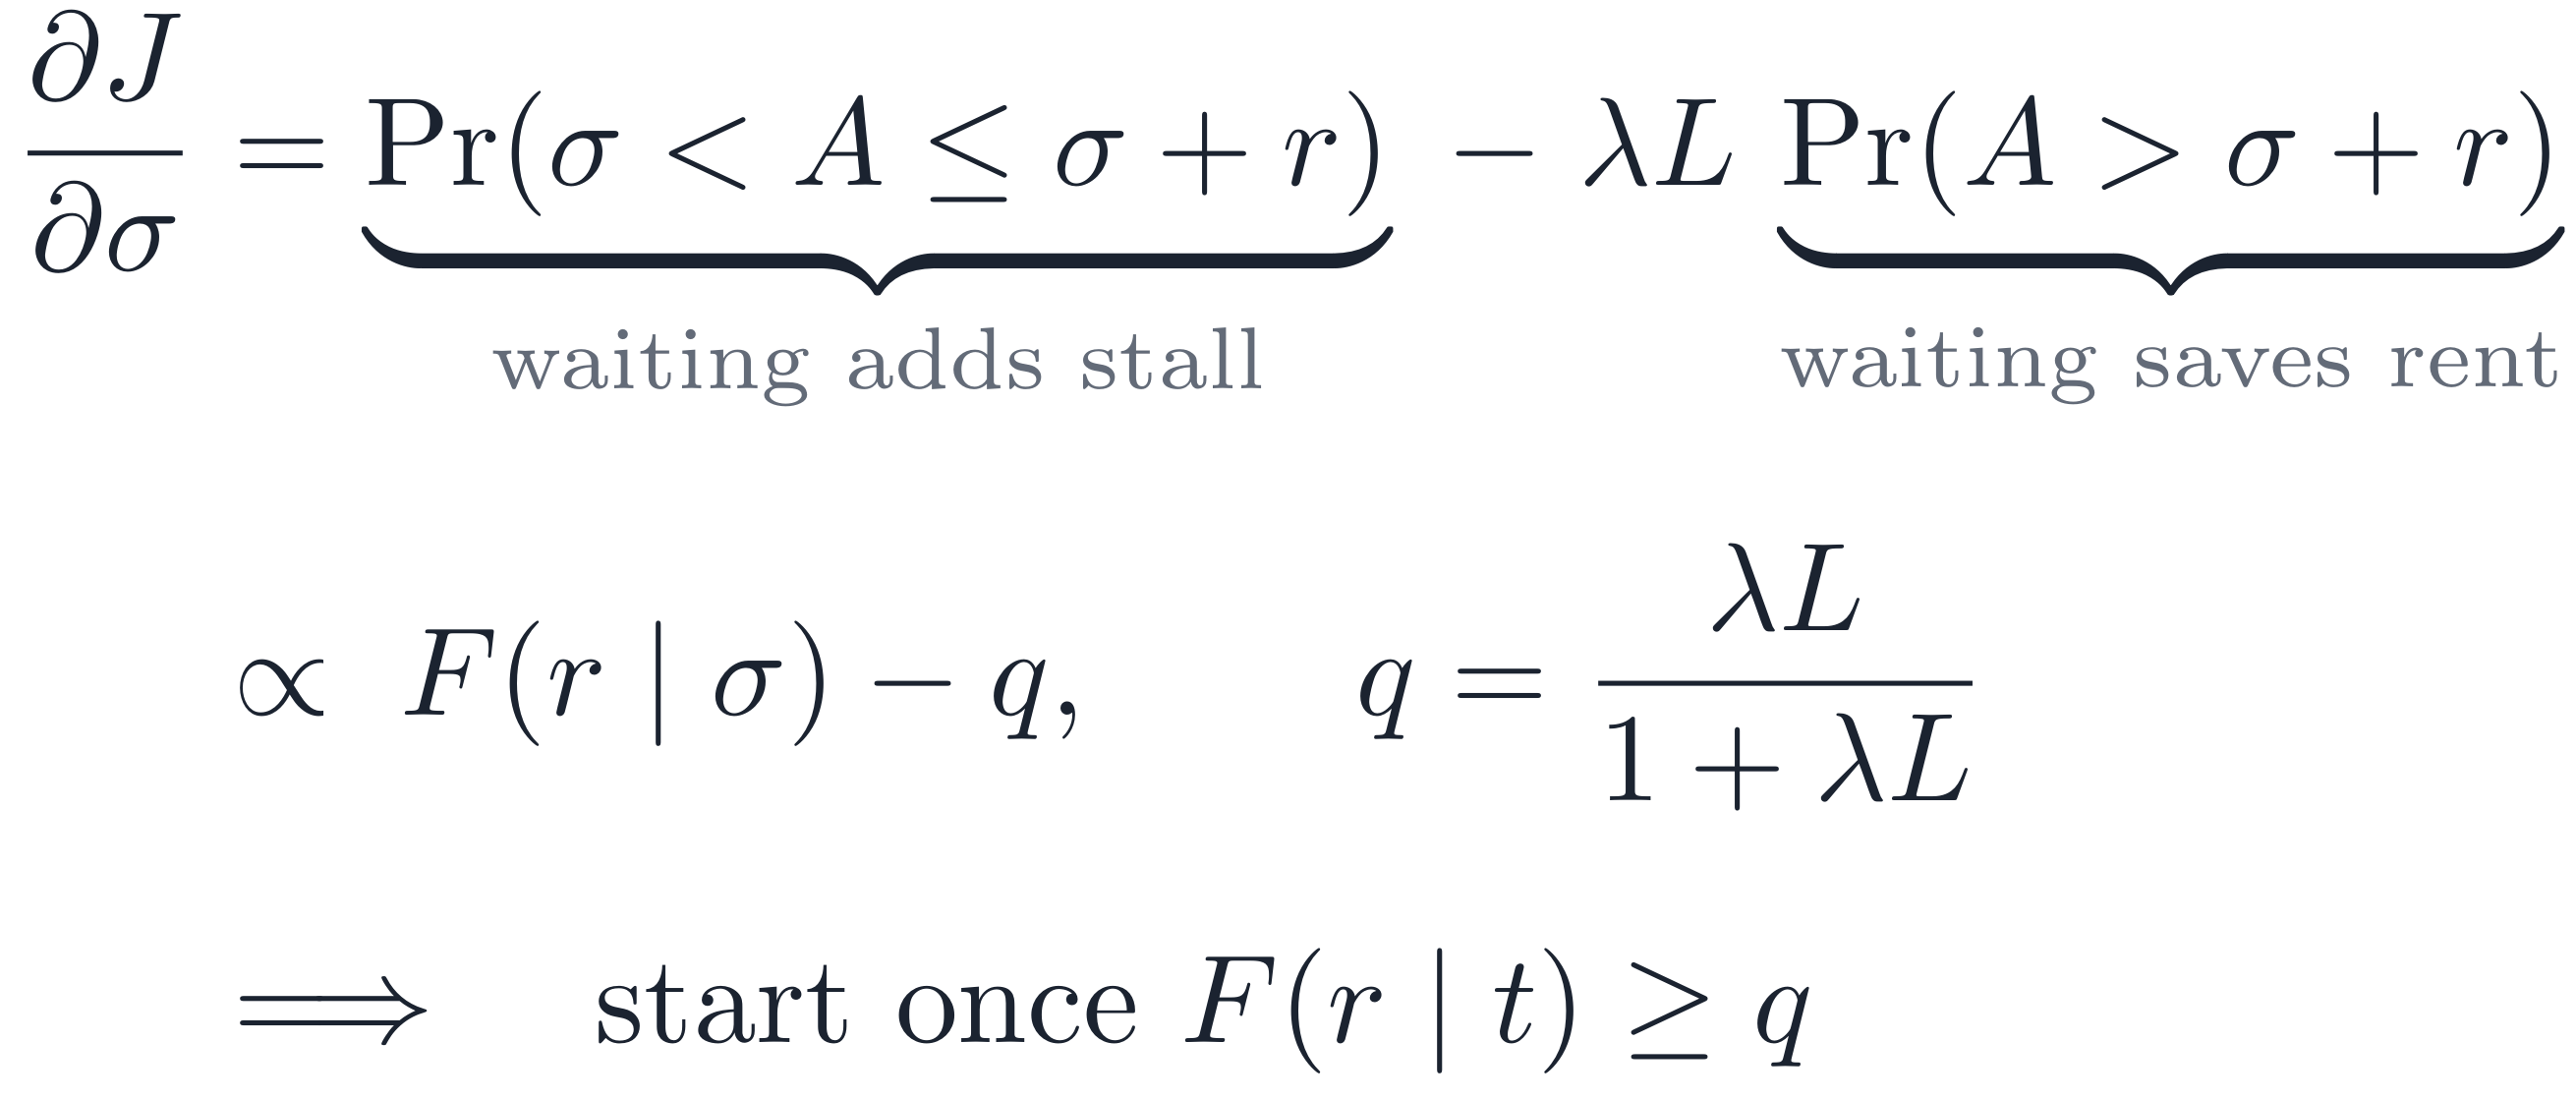 ∂J/∂σ = Pr(σ < A ≤ σ + r) − λL Pr(A > σ + r)
waiting adds stall waiting saves rent
∝ F(r | σ) − q, q = λL/(1 + λL)
⟹ start once F(r | t) ≥ q